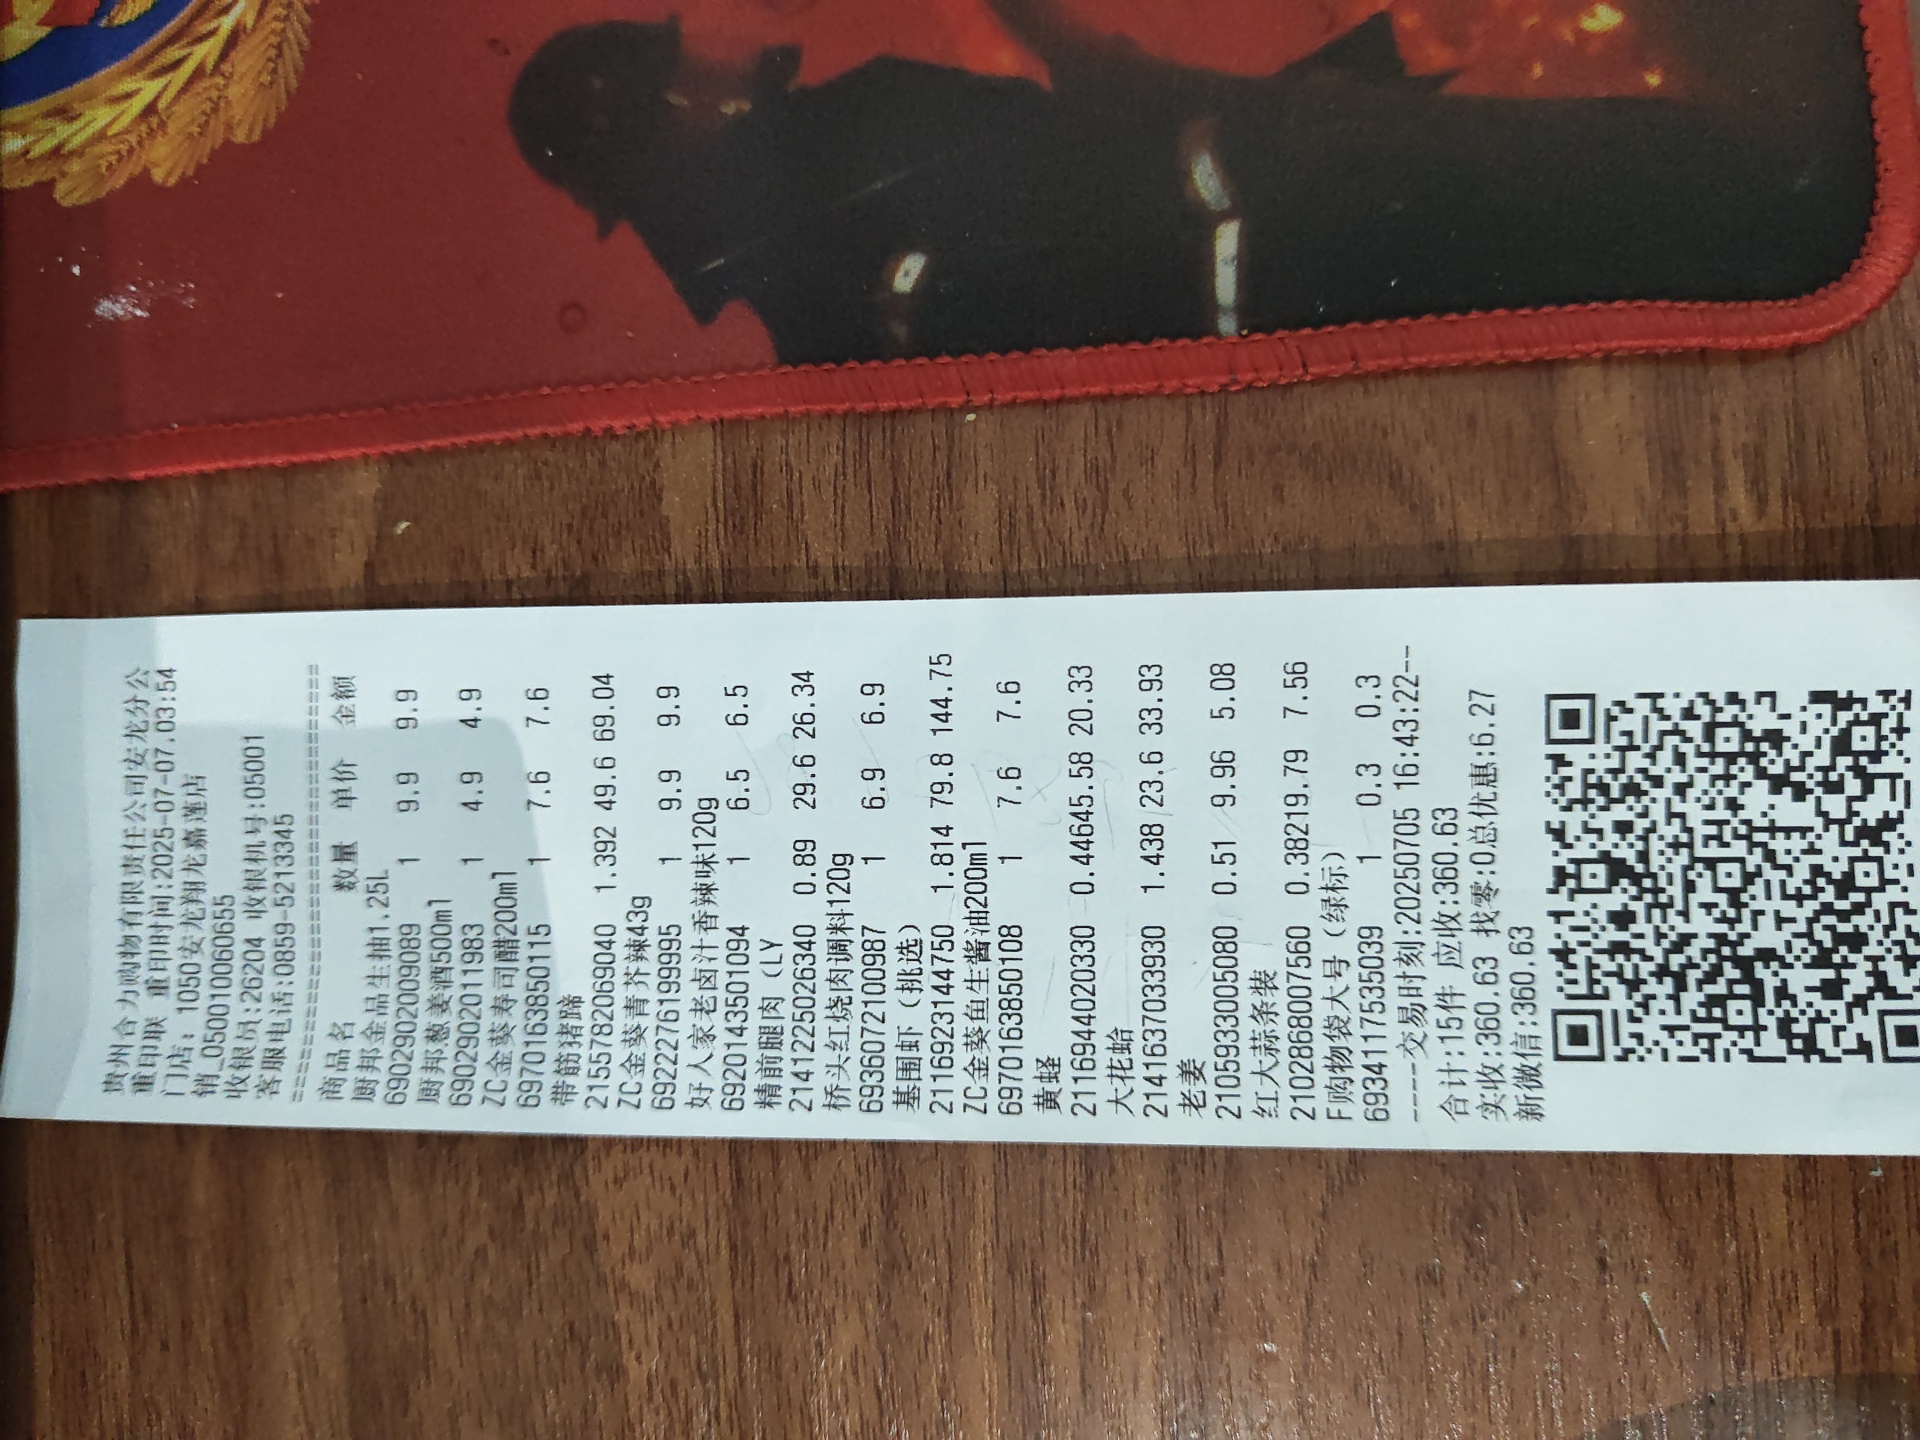 贵州合力购物有限责任公司安龙分公
重印联 重印时间:2025-07-07.03:54
门店: 1050安龙翔龙嘉莲店
销_05001006​0655
收银员:26204 收银机号:05001
客服电话:0859-5213345
================================
商品名 数量 单价 金额
厨邦金品生抽1.25L
6902902009089 1 9.9 9.9
厨邦葱姜酒500ml
6902902011983 1 4.9 4.9
ZC金葵寿司醋200ml
6970163850115 1 7.6 7.6
带筋猪蹄
2155782069040 1.392 49.6 69.04
ZC金葵青芥辣43g
6922276199995 1 9.9 9.9
好人家老卤汁香辣味120g
6920143501094 1 6.5 6.5
精前腿肉（LY
2141225026340 0.89 29.6 26.34
桥头红烧肉调料120g
6936072100987 1 6.9 6.9
基围虾（挑选）
2116923144750 1.814 79.8 144.75
ZC金葵鱼生酱油200ml
6970163850108 1 7.6 7.6
黄蛏
2116944020330 0.44645.58 20.33
大花蛤
2141637033930 1.438 23.6 33.93
老姜
2105933005080 0.51 9.96 5.08
红大蒜条装
2102868007560 0.38219.79 7.56
F购物袋大号（绿标）
6934117535039 1 0.3 0.3
----交易时刻:20250705 16:43:22--
合计:15件 应收:360.63
实收:360.63 找零:0总优惠:6.27
新微信:360.63